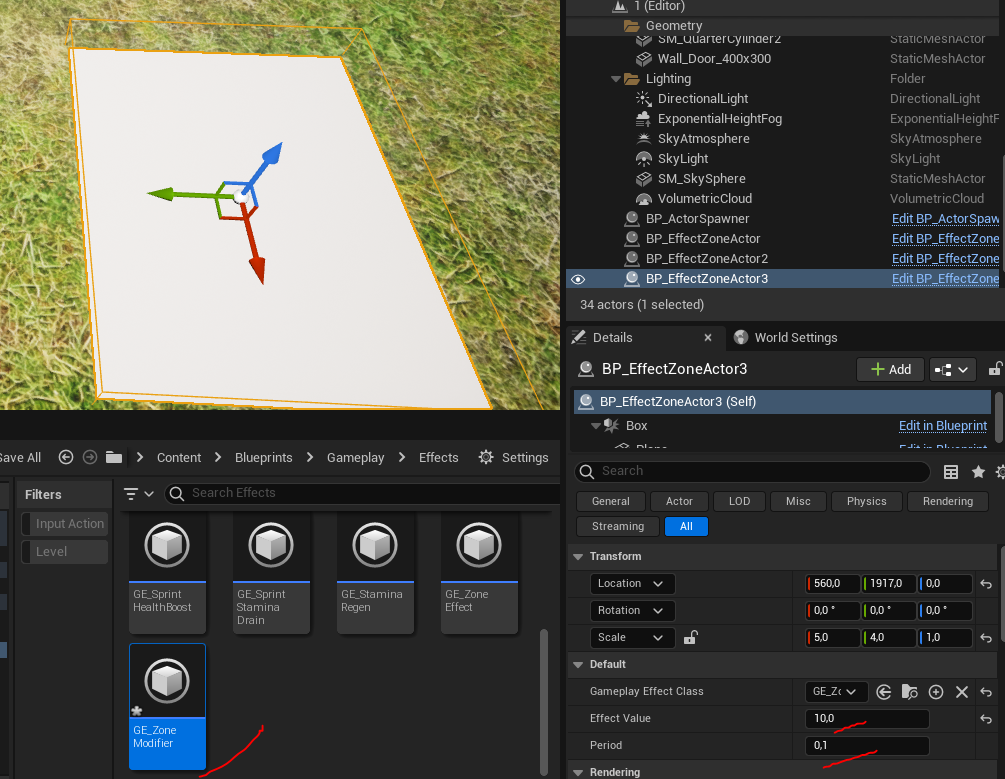 1 (Editor)
Geometry
SM_QuarterCylinder2 StaticMeshActor
Wall_Door_400x300 StaticMeshActor
Lighting Folder
DirectionalLight DirectionalLight
ExponentialHeightFog ExponentialHeightF
SkyAtmosphere SkyAtmosphere
SkyLight SkyLight
SM_SkySphere StaticMeshActor
VolumetricCloud VolumetricCloud
BP_ActorSpawner Edit BP_ActorSpaw
BP_EffectZoneActor Edit BP_EffectZone
BP_EffectZoneActor2 Edit BP_EffectZone
BP_EffectZoneActor3 Edit BP_EffectZone
34 actors (1 selected)
Details World Settings
BP_EffectZoneActor3 Add
BP_EffectZoneActor3 (Self)
Box Edit in Blueprint
Plane Edit in Blueprint
Search
General Actor LOD Misc Physics Rendering
Streaming All
Transform
Location 560,0 1917,0 0,0
Rotation 0,0 ° 0,0 ° 0,0 °
Scale 5,0 4,0 1,0
Default
Gameplay Effect Class GE_Zc
Effect Value 10,0
Period 0,1
Rendering
Save All Content Blueprints Gameplay Effects Settings
Filters
Input Action
Level
Search Effects
GE_Sprint
HealthBoost
GE_Sprint
Stamina
Drain
GE_Stamina
Regen
GE_Zone
Effect
GE_Zone
Modifier